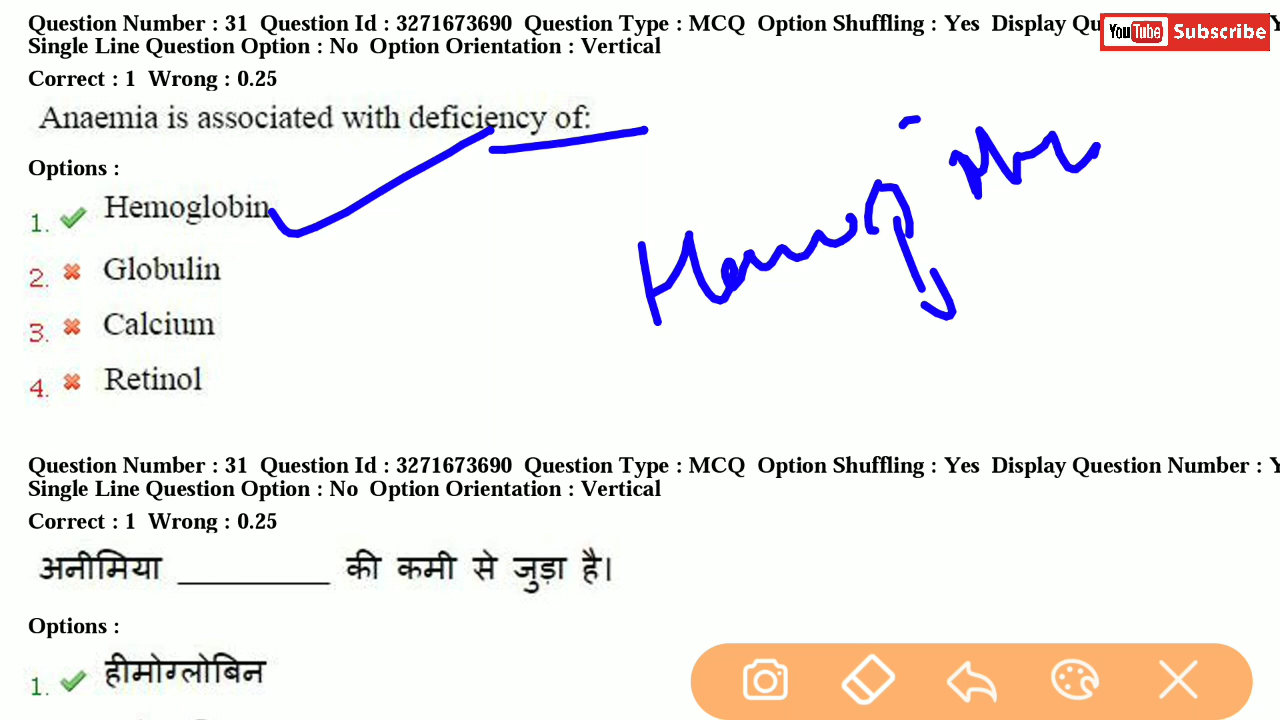 Question Number : 31 Question Id : 3271673690 Question Type : MCQ Option Shuffling : Yes Display Qu
YouTube Subscribe
Single Line Question Option : No Option Orientation : Vertical
Correct : 1 Wrong : 0.25
Anaemia is associated with deficiency of:
Options :
1. Hemoglobin
2. Globulin
3. Calcium
4. Retinol
Question Number : 31 Question Id : 3271673690 Question Type : MCQ Option Shuffling : Yes Display Question Number : Y
Single Line Question Option : No Option Orientation : Vertical
Correct : 1 Wrong : 0.25
अनीमिया __________ की कमी से जुड़ा है।
Options :
1. हीमोग्लोबिन